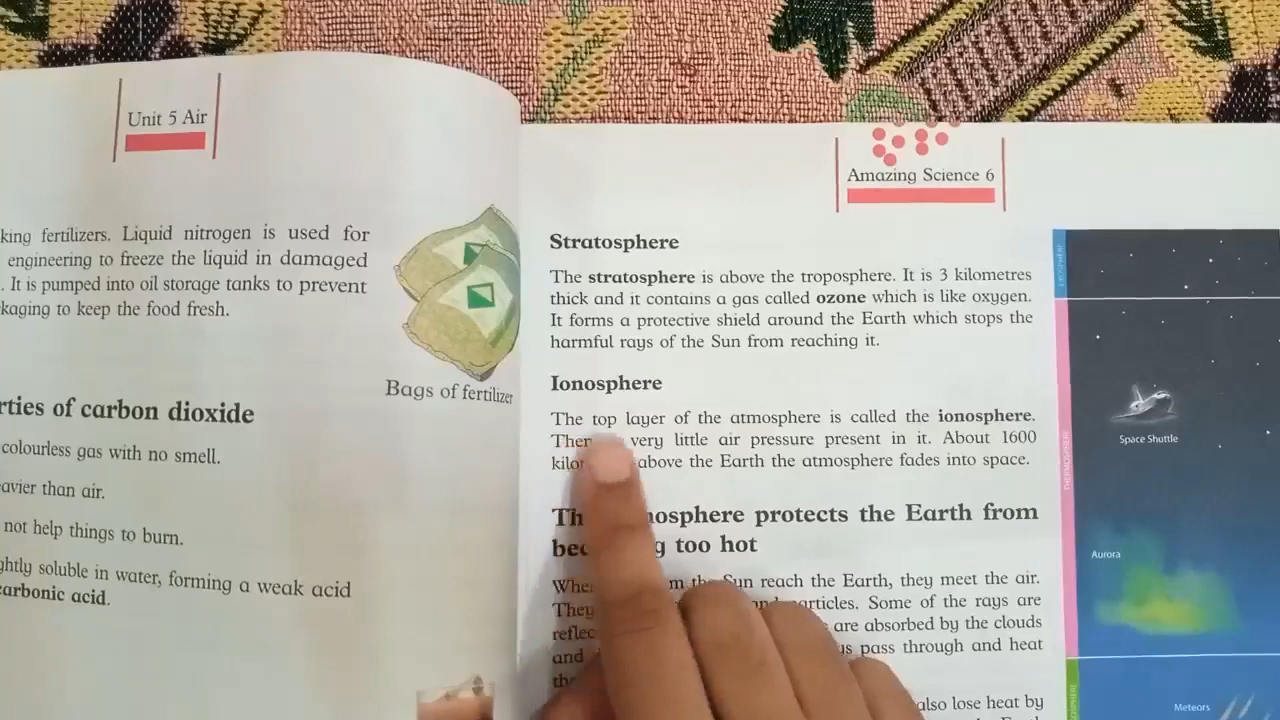 Unit 5 Air
king fertilizers. Liquid nitrogen is used for
engineering to freeze the liquid in damaged
. It is pumped into oil storage tanks to prevent
kaging to keep the food fresh.
Bags of fertilizer
rties of carbon dioxide
colourless gas with no smell.
eavier than air.
not help things to burn.
ghtly soluble in water, forming a weak acid
carbonic acid.
Amazing Science 6
Stratosphere
The stratosphere is above the troposphere. It is 3 kilometres
thick and it contains a gas called ozone which is like oxygen.
It forms a protective shield around the Earth which stops the
harmful rays of the Sun from reaching it.
Ionosphere
The top layer of the atmosphere is called the ionosphere.
very little air pressure present in it. About 1600
above the Earth the atmosphere fades into space.
mosphere protects the Earth from
too hot
the Sun reach the Earth, they meet the air.
They particles. Some of the rays are
are absorbed by the clouds
and pass through and heat
also lose heat by
EXOSPHERE
THERMOSPHERE
Space Shuttle
Aurora
Meteors